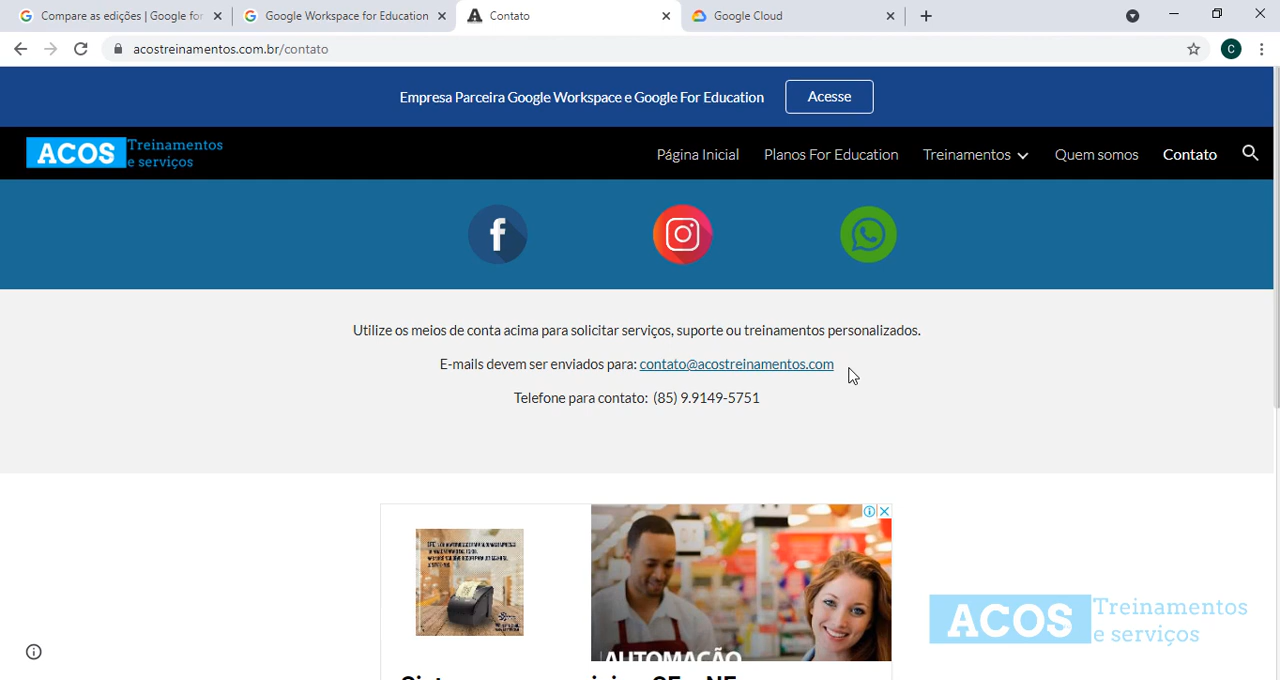 Compare as edições | Google for
Google Workspace for Education
Contato
Google Cloud
acostreinamentos.com.br/contato
C
Empresa Parceira Google Workspace e Google For Education
Acesse
ACOS Treinamentos
e serviços
Página Inicial
Planos For Education
Treinamentos
Quem somos
Contato
Utilize os meios de conta acima para solicitar serviços, suporte ou treinamentos personalizados.
E-mails devem ser enviados para: contato@acostreinamentos.com
Telefone para contato: (85) 9.9149-5751
AUTOMAÇÃO
ACOS Treinamentos
e serviços